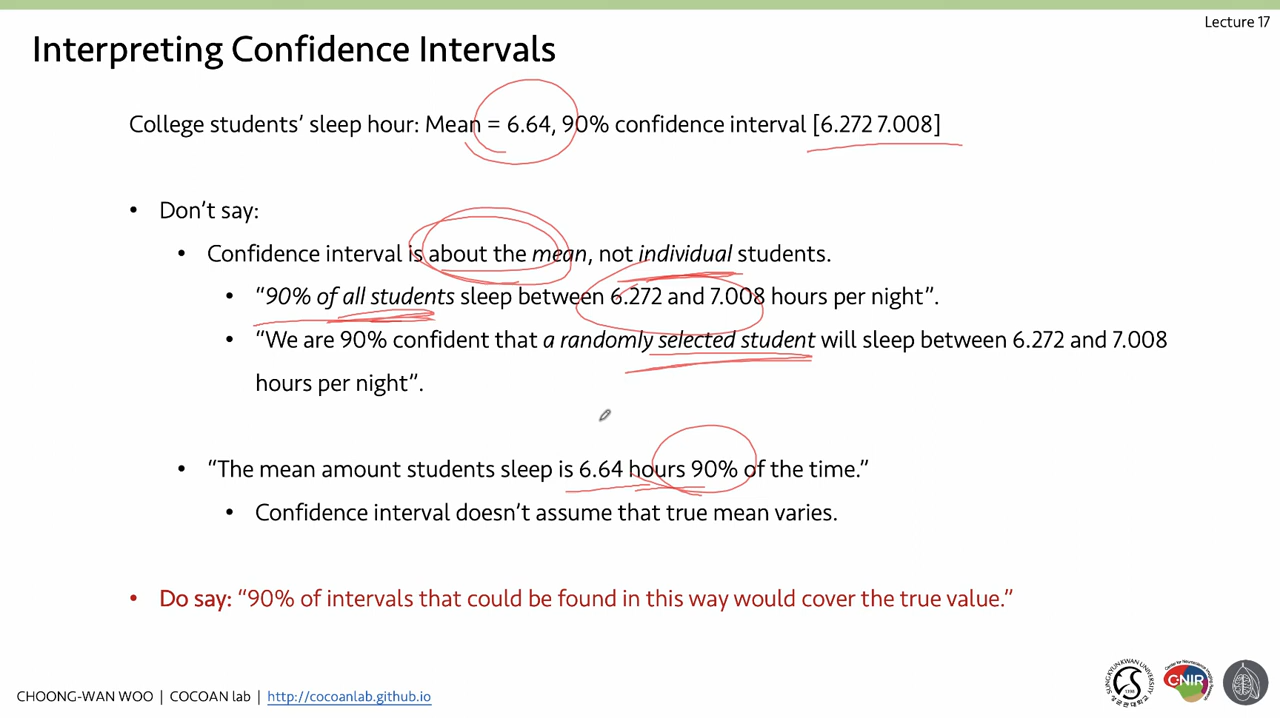 Lecture 17
Interpreting Confidence Intervals
College students’ sleep hour: Mean = 6.64, 90% confidence interval [6.272 7.008]
• Don’t say:
• Confidence interval is about the mean, not individual students.
• “90% of all students sleep between 6.272 and 7.008 hours per night”.
• “We are 90% confident that a randomly selected student will sleep between 6.272 and 7.008
hours per night”.
• “The mean amount students sleep is 6.64 hours 90% of the time.”
• Confidence interval doesn’t assume that true mean varies.
• Do say: “90% of intervals that could be found in this way would cover the true value.”
CHOONG-WAN WOO | COCOAN lab | http://cocoanlab.github.io
CNIR